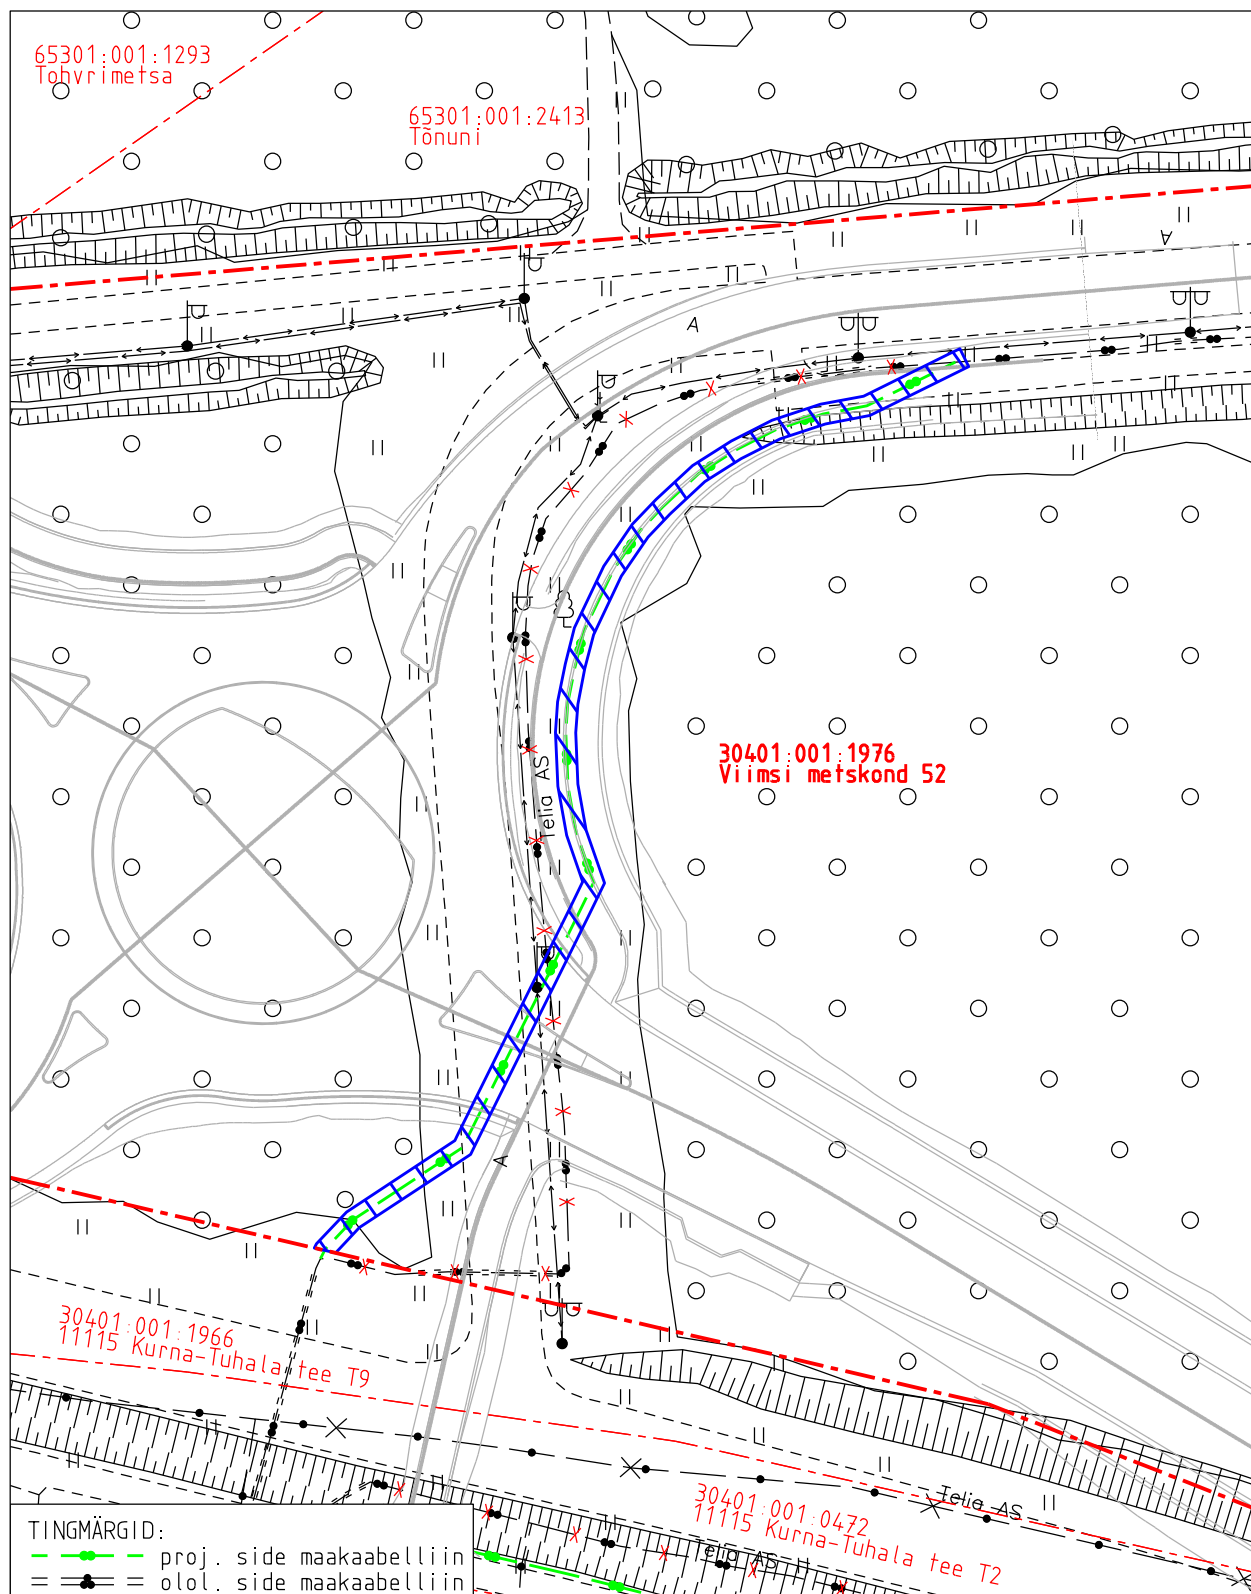 65301:001:1293
Tohvrimetsa
65301:001:2413
Tõnuni
A
A
30401:001:1976
Viimsi metskond 52
Telia AS
A
30401:001:1966
11115 Kurna-Tuhala tee T9
30401:001:0472
11115 Kurna-Tuhala tee T2
Telia AS
Telia AS
TINGMÄRGID:
proj. side maakaabelliin
olol. side maakaabelliin